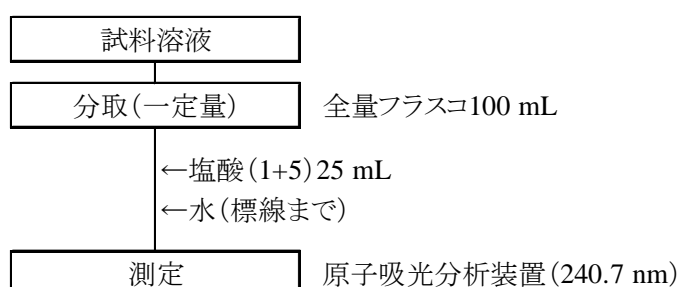 試料溶液
分取(一定量) 全量フラスコ100 mL
←塩酸(1+5)25 mL
←水(標線まで)
測定 原子吸光分析装置(240.7 nm)